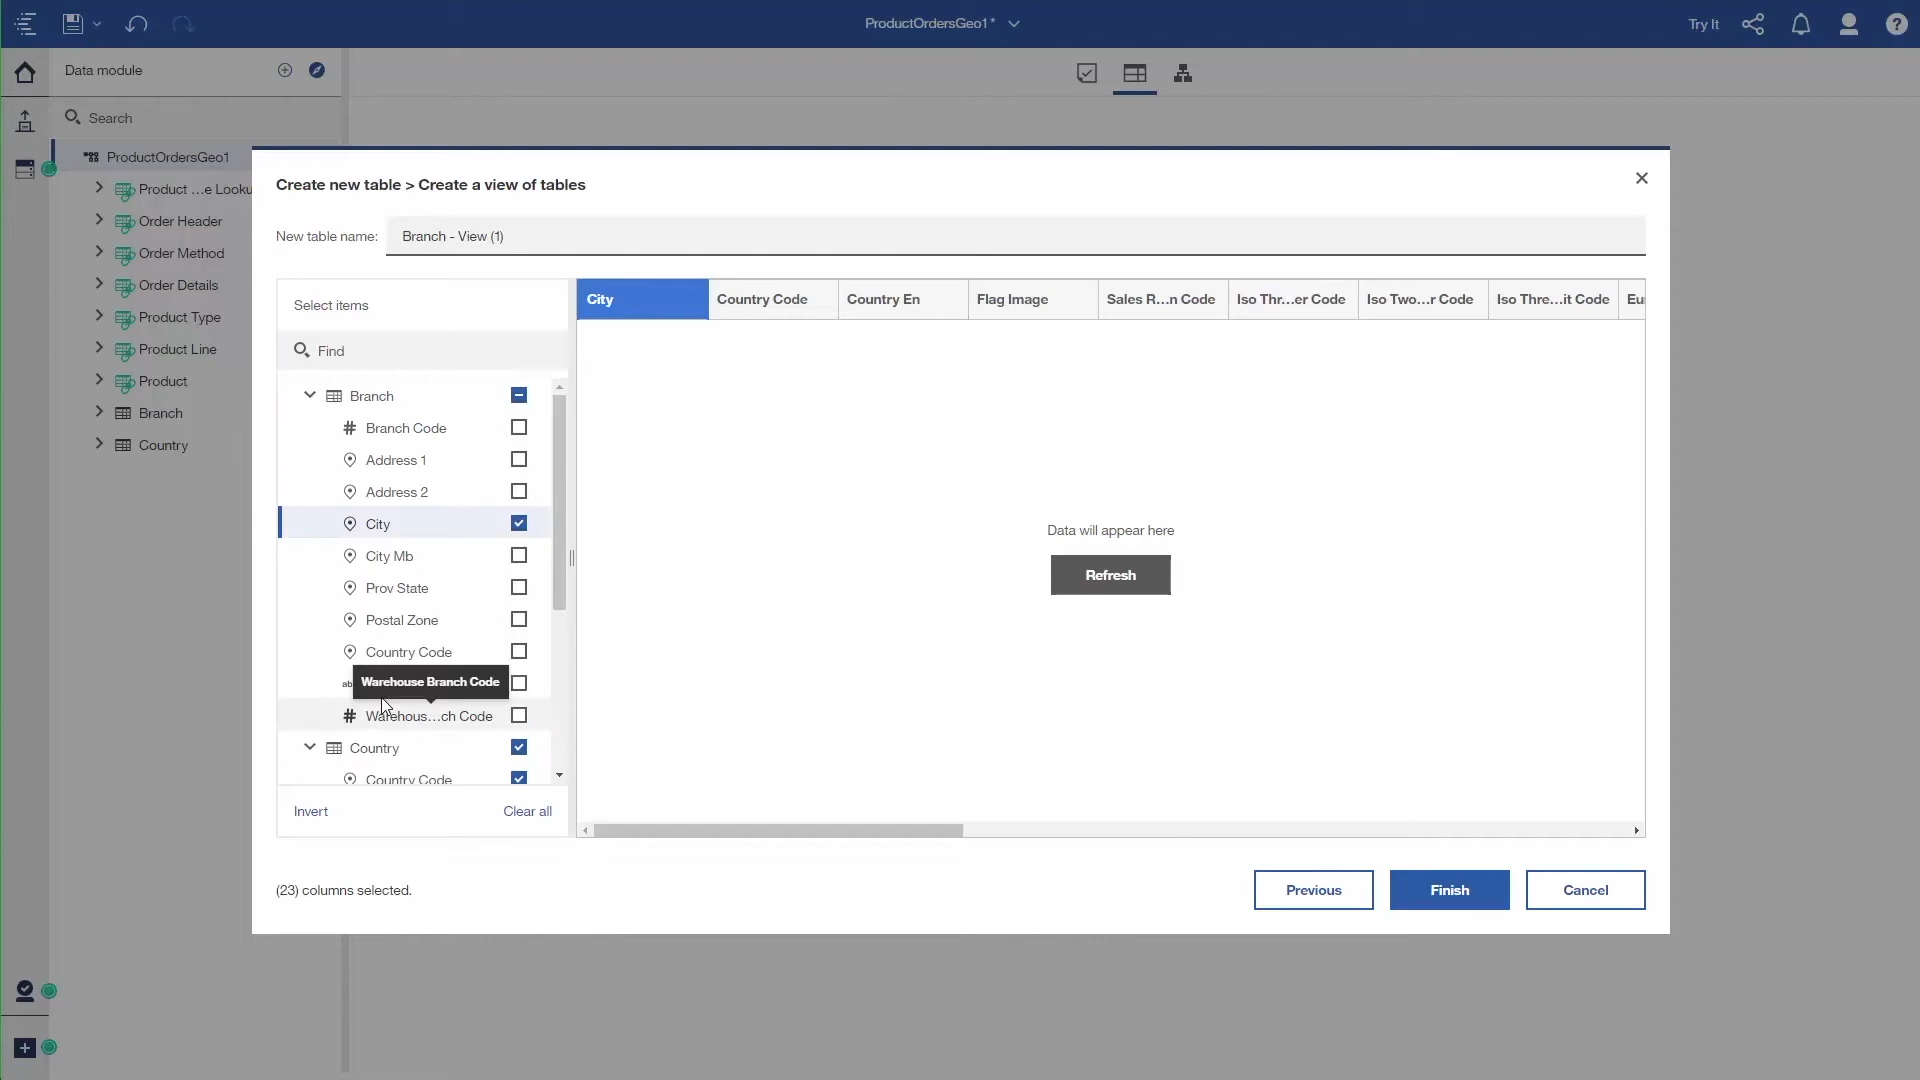 ProductOrdersGeo1*
Try It
Data module
Search
ProductOrdersGeo1
Product ...e Looku
Order Header
Order Method
Order Details
Product Type
Product Line
Product
Branch
Country
Create new table > Create a view of tables
New table name: Branch - View (1)
Select items
Find
Branch
Branch Code
Address 1
Address 2
City
City Mb
Prov State
Postal Zone
Country Code
ab
Warehouse Branch Code
# Warehous...ch Code
Country
Country Code
Invert Clear all
City Country Code Country En Flag Image Sales R...n Code Iso Thr...er Code Iso Two...r Code Iso Thre...it Code Eu
Data will appear here
Refresh
(23) columns selected.
Previous Finish Cancel